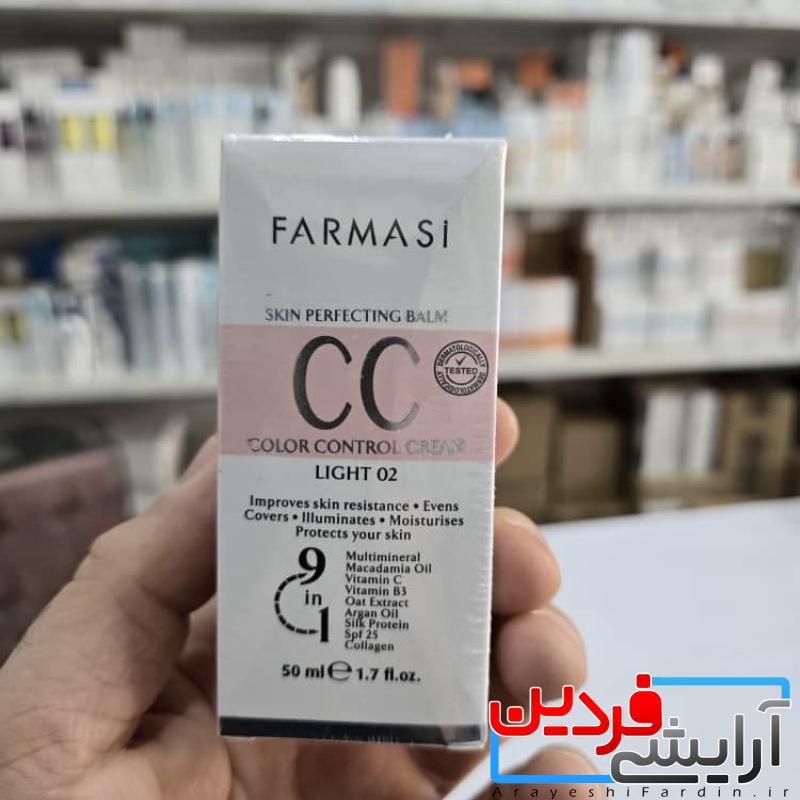 FARMASi
SKIN PERFECTING BALM
CC
DERMATOLOGICALLY
TESTED
DERMATOLOGICALLY
COLOR CONTROL CREAM
LIGHT 02
Improves skin resistance • Evens
Covers • Illuminates • Moisturises
Protects your skin
9 in 1
Multimineral
Macadamia Oil
Vitamin C
Vitamin B3
Oat Extract
Argan Oil
Silk Protein
Spf 25
Collagen
50 ml ℮ 1.7 fl.oz.
آرایشی فردین
ArayeshiFardin.ir